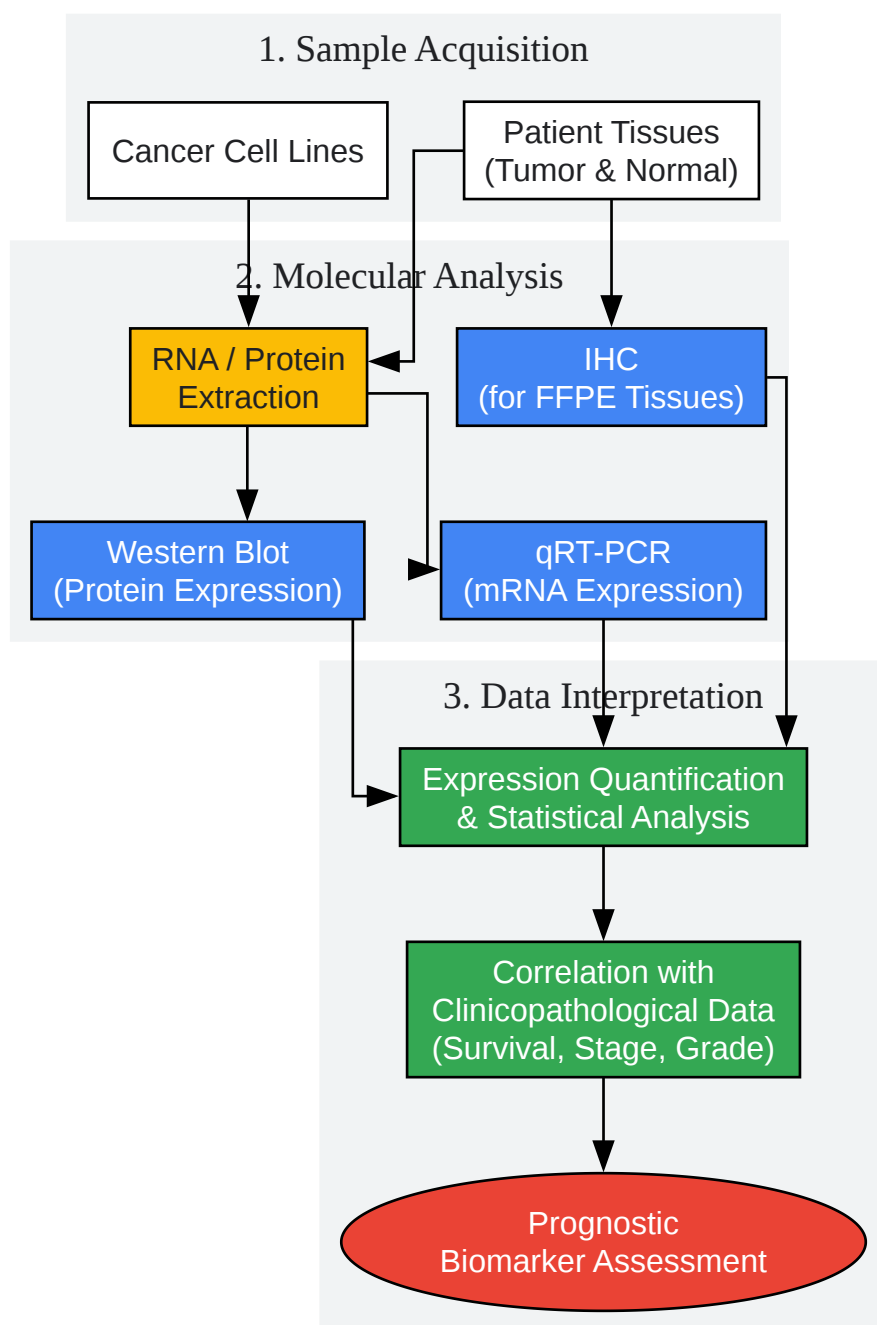 1. Sample Acquisition
Cancer Cell Lines
Patient Tissues
(Tumor & Normal)
2. Molecular Analysis
RNA / Protein
Extraction
IHC
(for FFPE Tissues)
Western Blot
(Protein Expression)
qRT-PCR
(mRNA Expression)
3. Data Interpretation
Expression Quantification
& Statistical Analysis
Correlation with
Clinicopathological Data
(Survival, Stage, Grade)
Prognostic
Biomarker Assessment